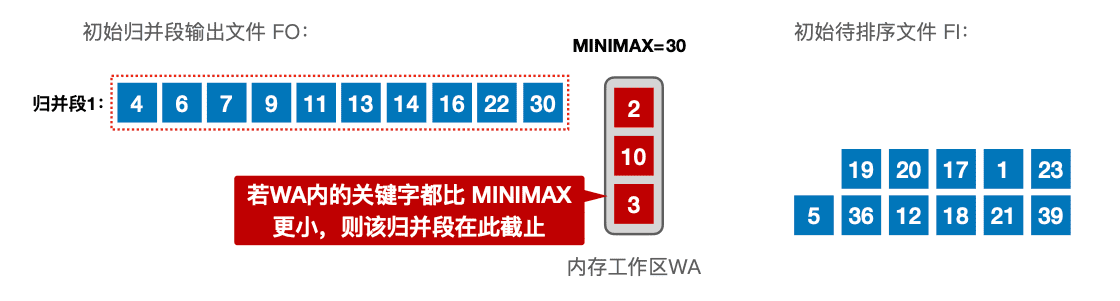 初始归并段输出文件 FO：
初始待排序文件 FI：
MINIMAX=30
归并段1：
4 6 7 9 11 13 14 16 22 30
2
10
3
若WA内的关键字都比 MINIMAX
更小，则该归并段在此截止
内存工作区WA
19 20 17 1 23
5 36 12 18 21 39